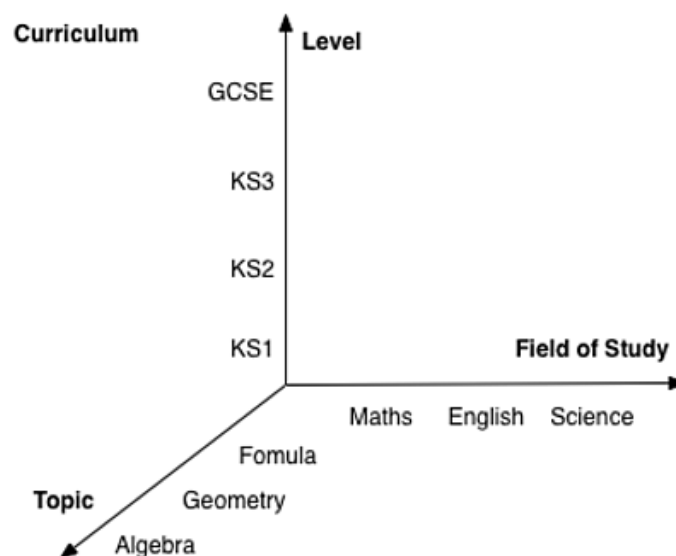 Curriculum
Level
GCSE
KS3
KS2
KS1
Field of Study
Maths English Science
Fomula
Topic Geometry
Algebra